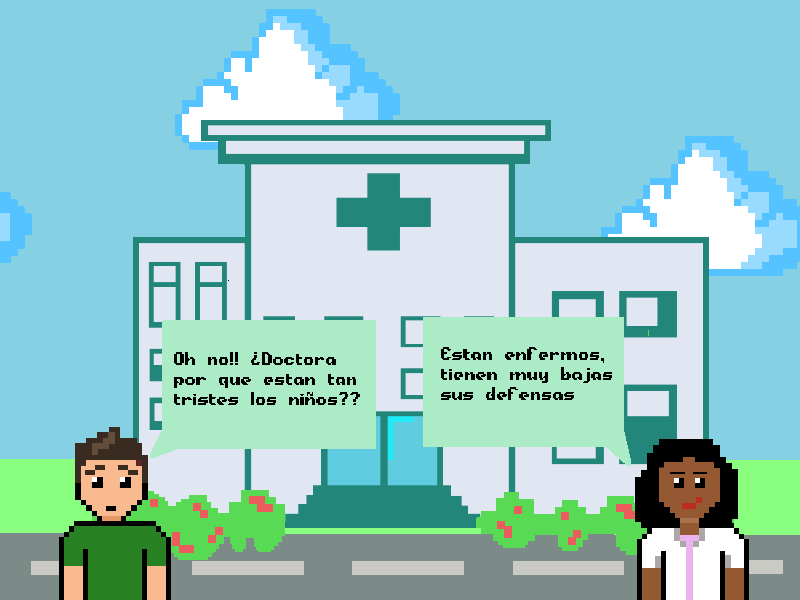 Oh no!! ¿Doctora
por que estan tan
tristes los niños??
Estan enfermos,
tienen muy bajas
sus defensas